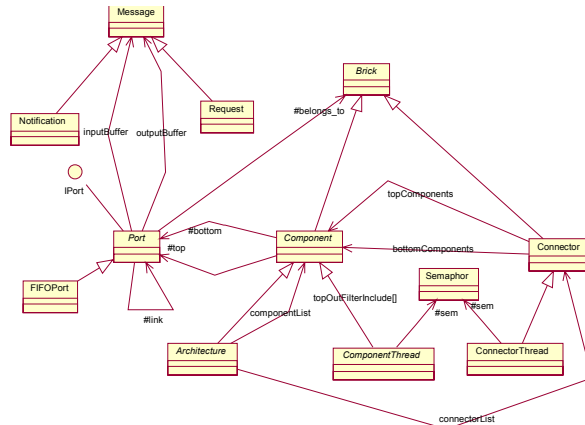 Message
Brick
Notification
Request
#belongs_to
inputBuffer
outputBuffer
IPort
topComponents
Port
#bottom
#top
Component
bottomComponents
Connector
FIFOPort
Semaphor
topOutFilterInclude[]
#link
componentList
#sem
#sem
Architecture
ComponentThread
ConnectorThread
connectorList